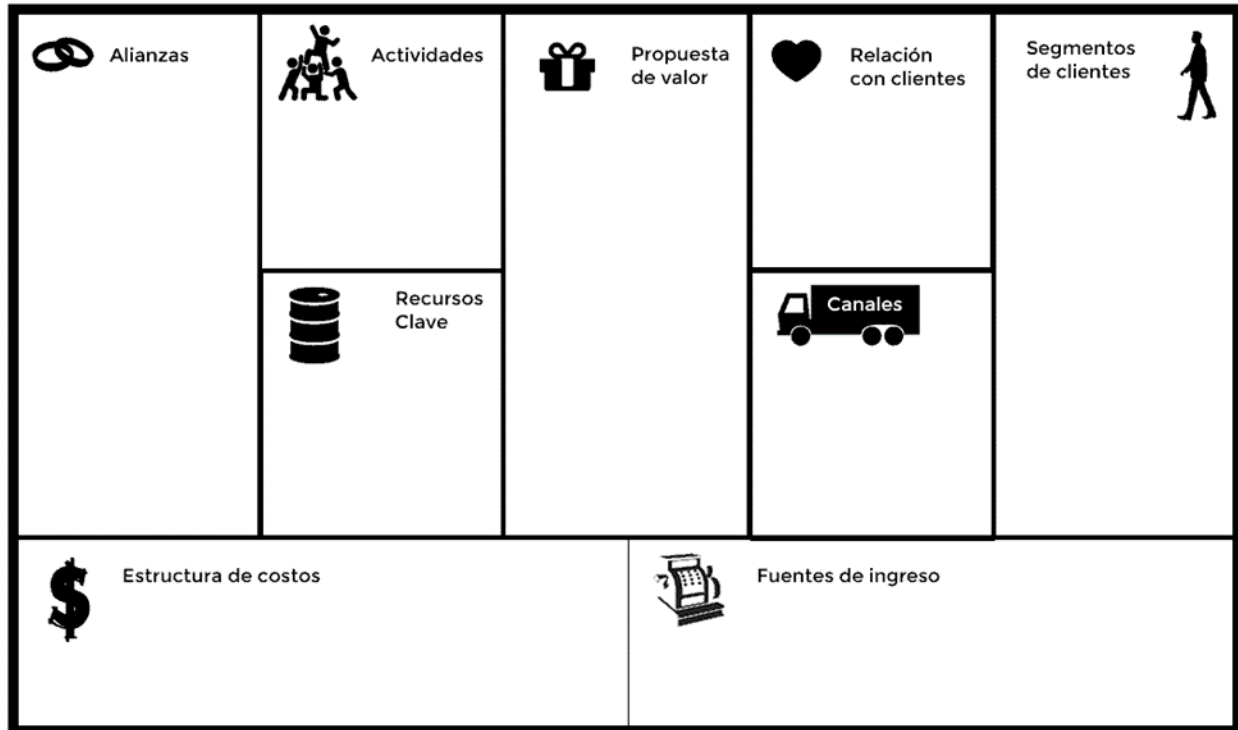 Alianzas
Actividades
Propuesta
de valor
Relación
con clientes
Segmentos
de clientes
Recursos
Clave
Canales
Estructura de costos
Fuentes de ingreso